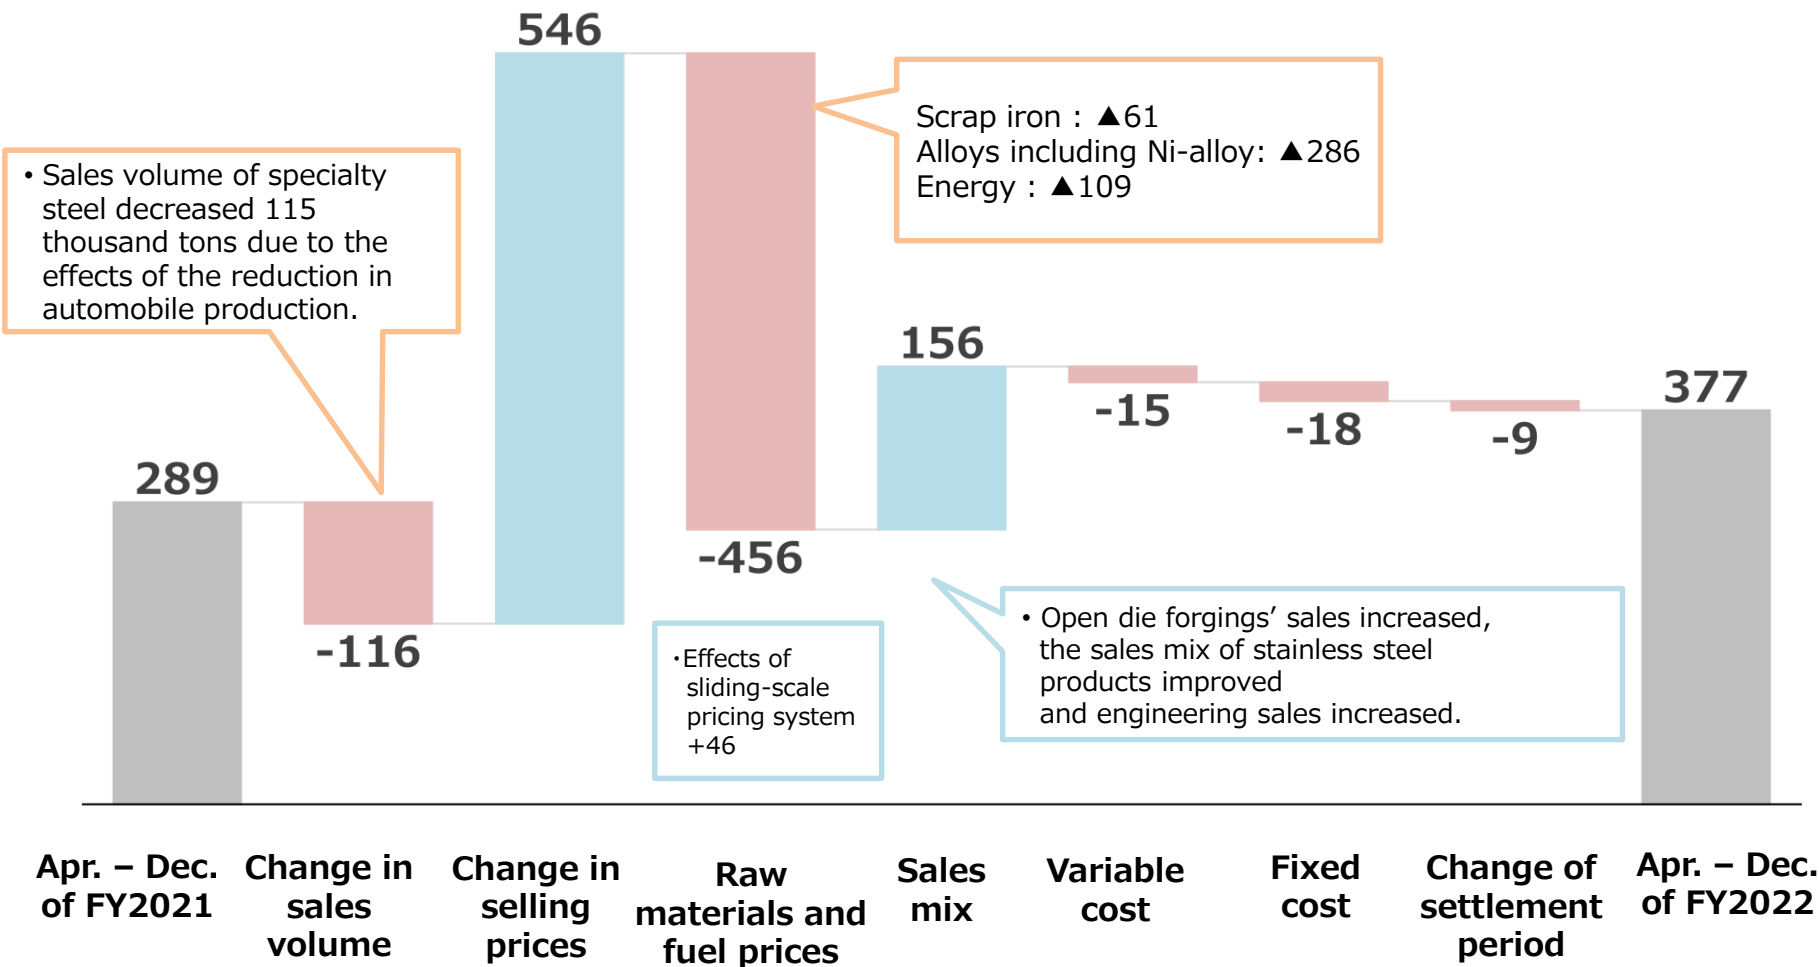 546
Scrap iron : ▲61
Alloys including Ni-alloy: ▲286
Energy : ▲109
・Sales volume of specialty
steel decreased 115
thousand tons due to the
effects of the reduction in
automobile production.
156
-15
-18
-9
377
289
-116
-456
・Effects of
sliding-scale
pricing system
+46
・Open die forgings’ sales increased,
the sales mix of stainless steel
products improved
and engineering sales increased.
Apr. – Dec.
of FY2021
Change in
sales
volume
Change in
selling
prices
Raw
materials and
fuel prices
Sales
mix
Variable
cost
Fixed
cost
Change of
settlement
period
Apr. – Dec.
of FY2022